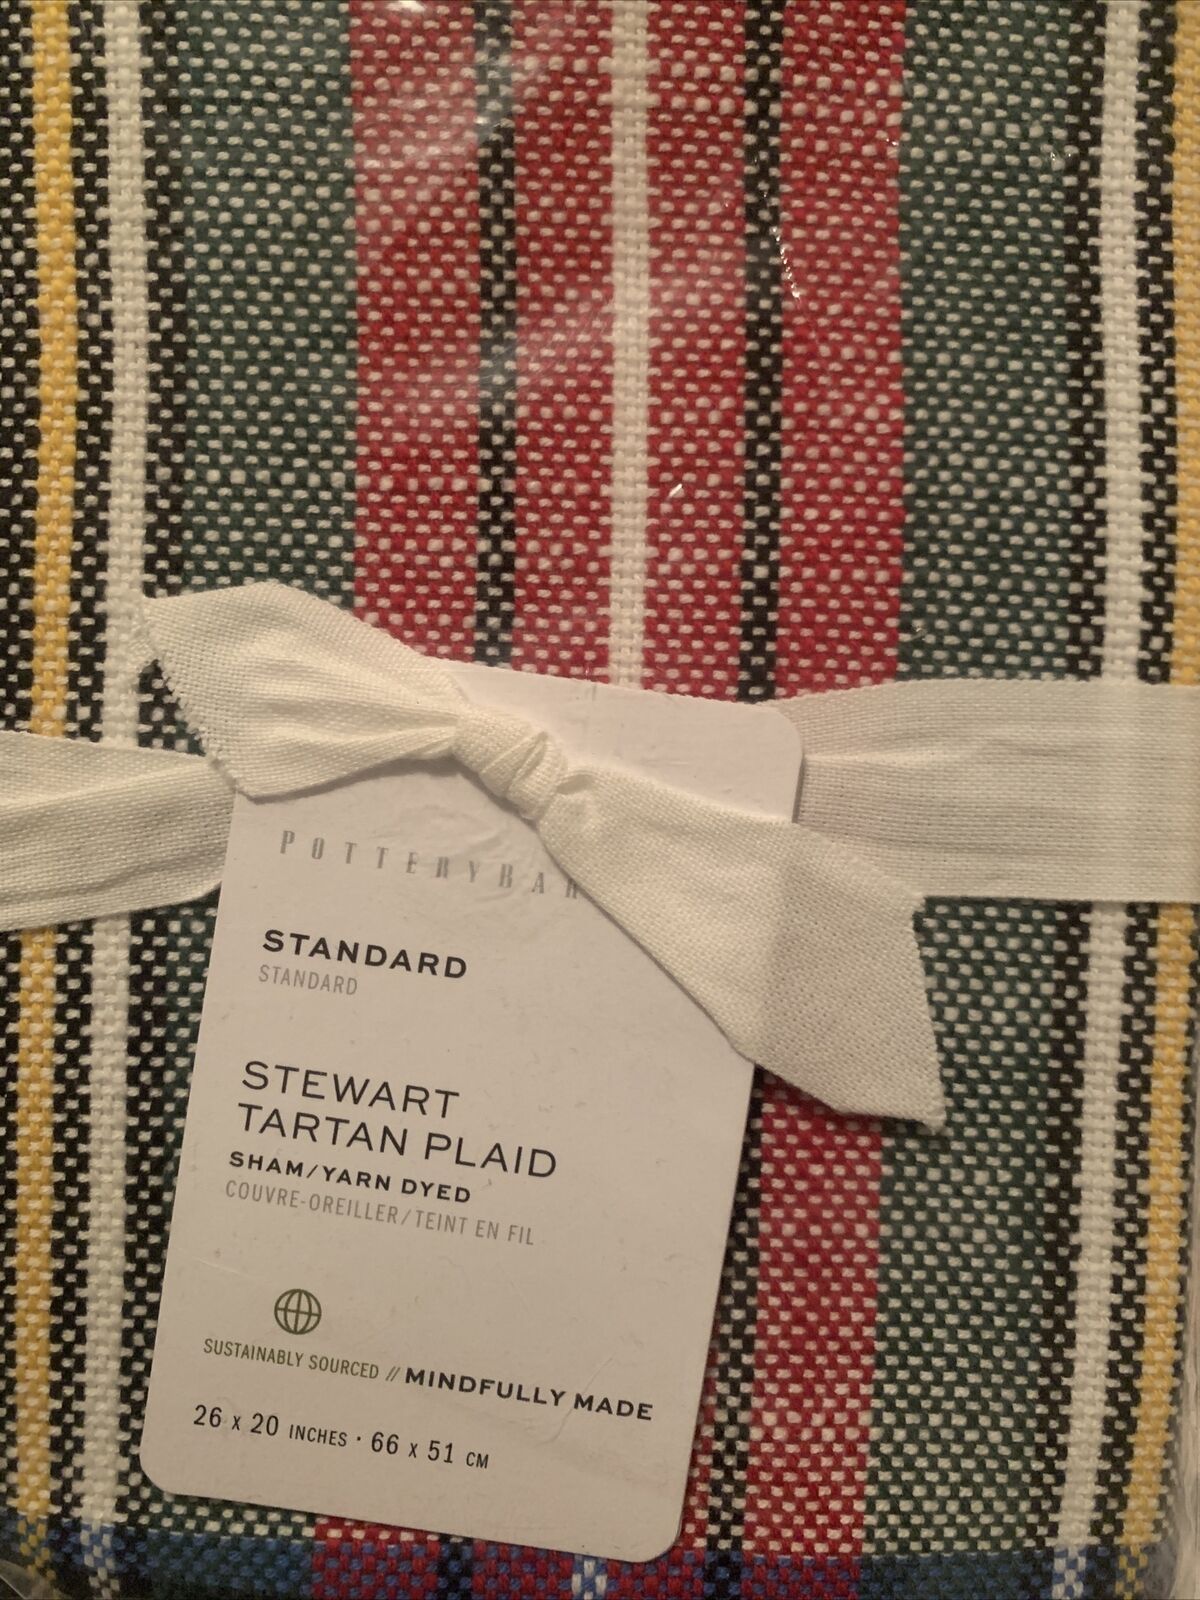 POTTERYBAR
STANDARD
STANDARD
STEWART
TARTAN PLAID
SHAM/YARN DYED
COUVRE-OREILLER/TEINT EN FIL
SUSTAINABLY SOURCED // MINDFULLY MADE
26 x 20 INCHES · 66 x 51 CM